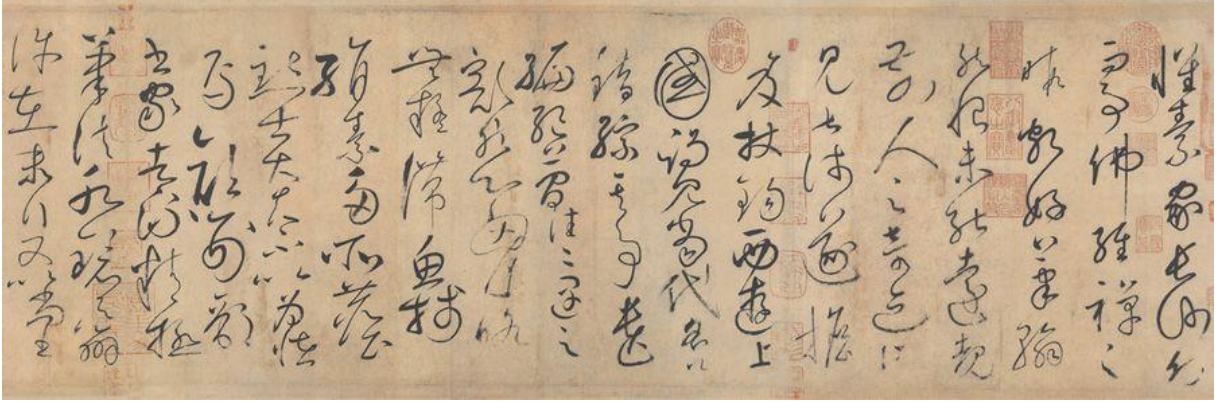 懷素家長沙幼
而事佛經禪之
暇頗好筆翰
然恨未能遠覩
前人之奇迹所
見甚淺遂擔
笈杖錫西遊上
國謁見當代名公
錯綜其事遺
編絕簡往往遇之
豁然心胸略
無疑滯魚牋
絹素多所塵
點士大夫不以為怪
焉顏刑部
書家者流精極
筆法水鏡之辨
許在末行又以尚